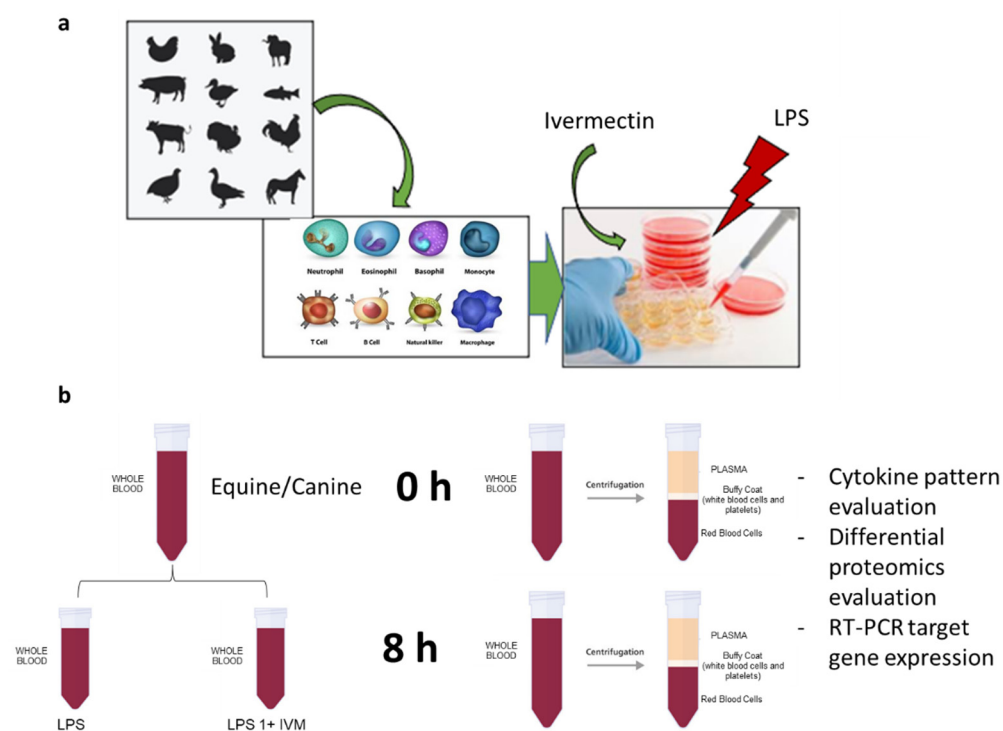 a
Ivermectin
LPS
Neutrophil
Eosinophil
Basophil
Monocyte
T Cell
B Cell
Natural killer
Macrophage
b
WHOLE
BLOOD
Equine/Canine
WHOLE
BLOOD
LPS
WHOLE
BLOOD
LPS 1+ IVM
0 h
WHOLE
BLOOD
Centrifugation
PLASMA
Buffy Coat
(white blood cells and
platelets)
Red Blood Cells
8 h
WHOLE
BLOOD
Centrifugation
PLASMA
Buffy Coat
(white blood cells and
platelets)
Red Blood Cells
- Cytokine pattern
evaluation
- Differential
proteomics
evaluation
- RT-PCR target
gene expression